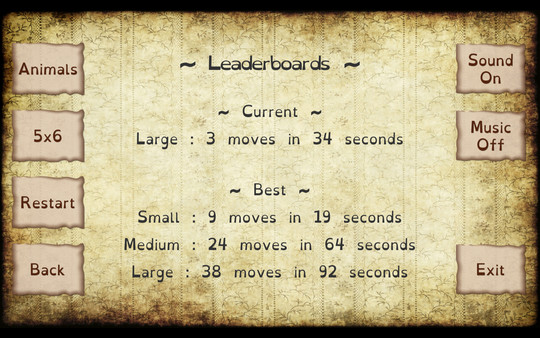 Animals
5x6
Restart
Back
~ Leaderboards ~
~ Current ~
Large : 3 moves in 34 seconds
~ Best ~
Small : 9 moves in 19 seconds
Medium : 24 moves in 64 seconds
Large : 38 moves in 92 seconds
Sound
On
Music
Off
Exit